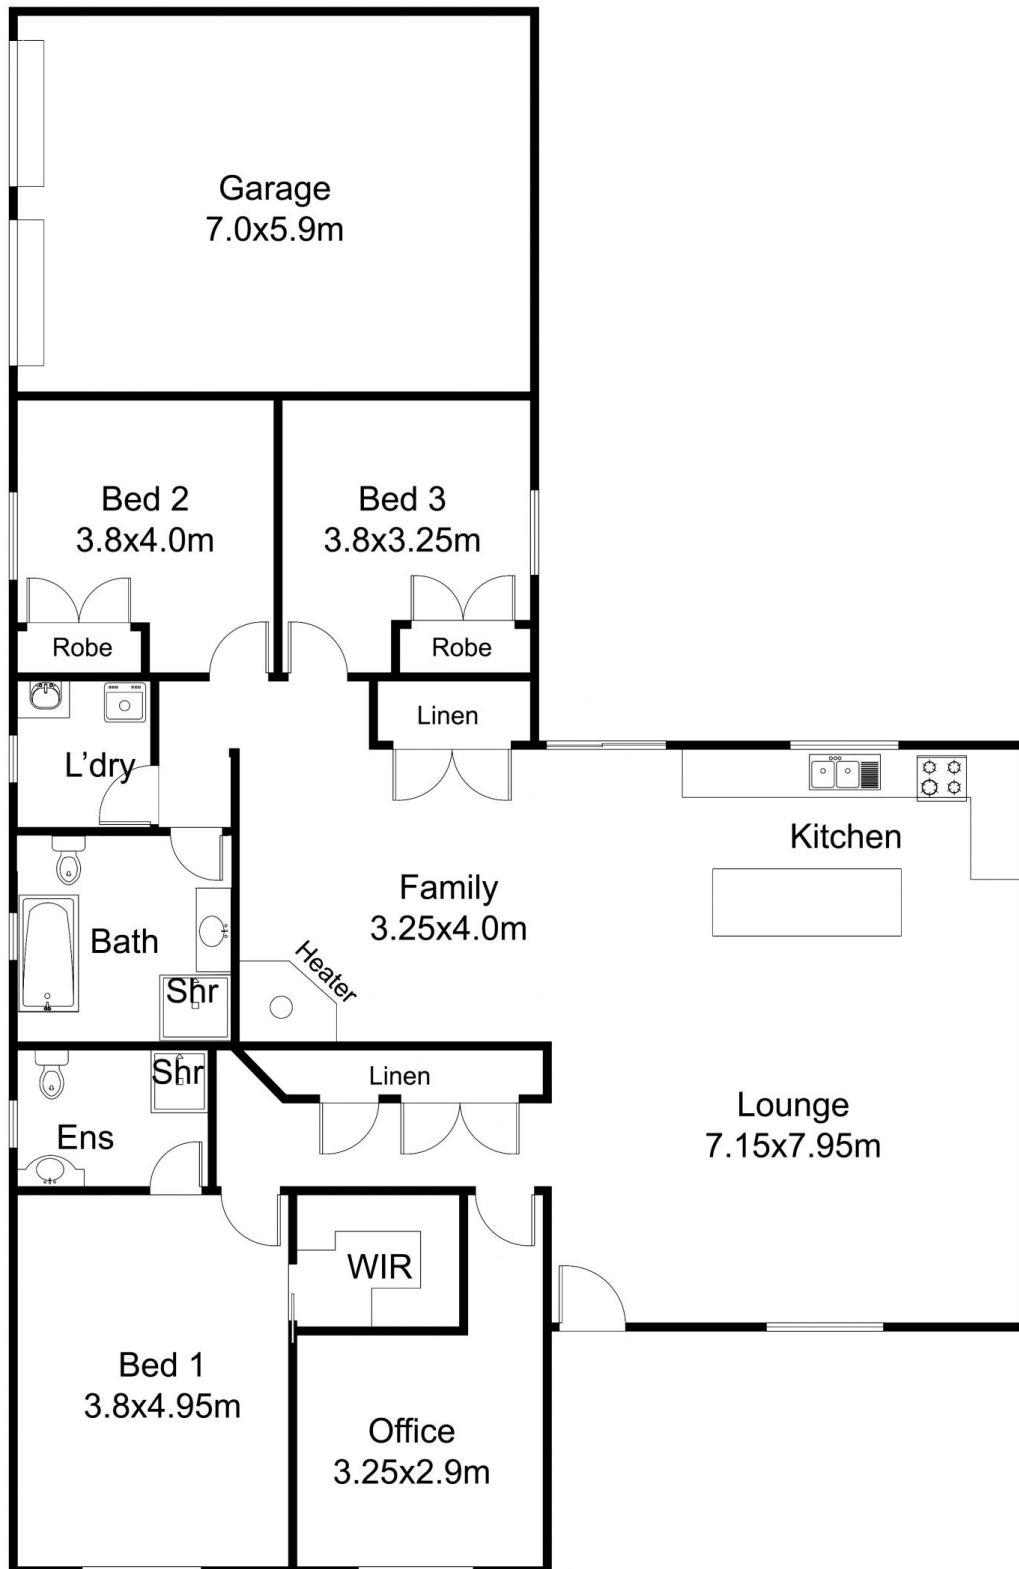 Garage
7.0x5.9m
Bed 2
3.8x4.0m
Bed 3
3.8x3.25m
Robe
Robe
Linen
L'dry
Kitchen
Family
3.25x4.0m
Bath
Heater
Shr
Shr
Linen
Ens
Lounge
7.15x7.95m
WIR
Bed 1
3.8x4.95m
Office
3.25x2.9m